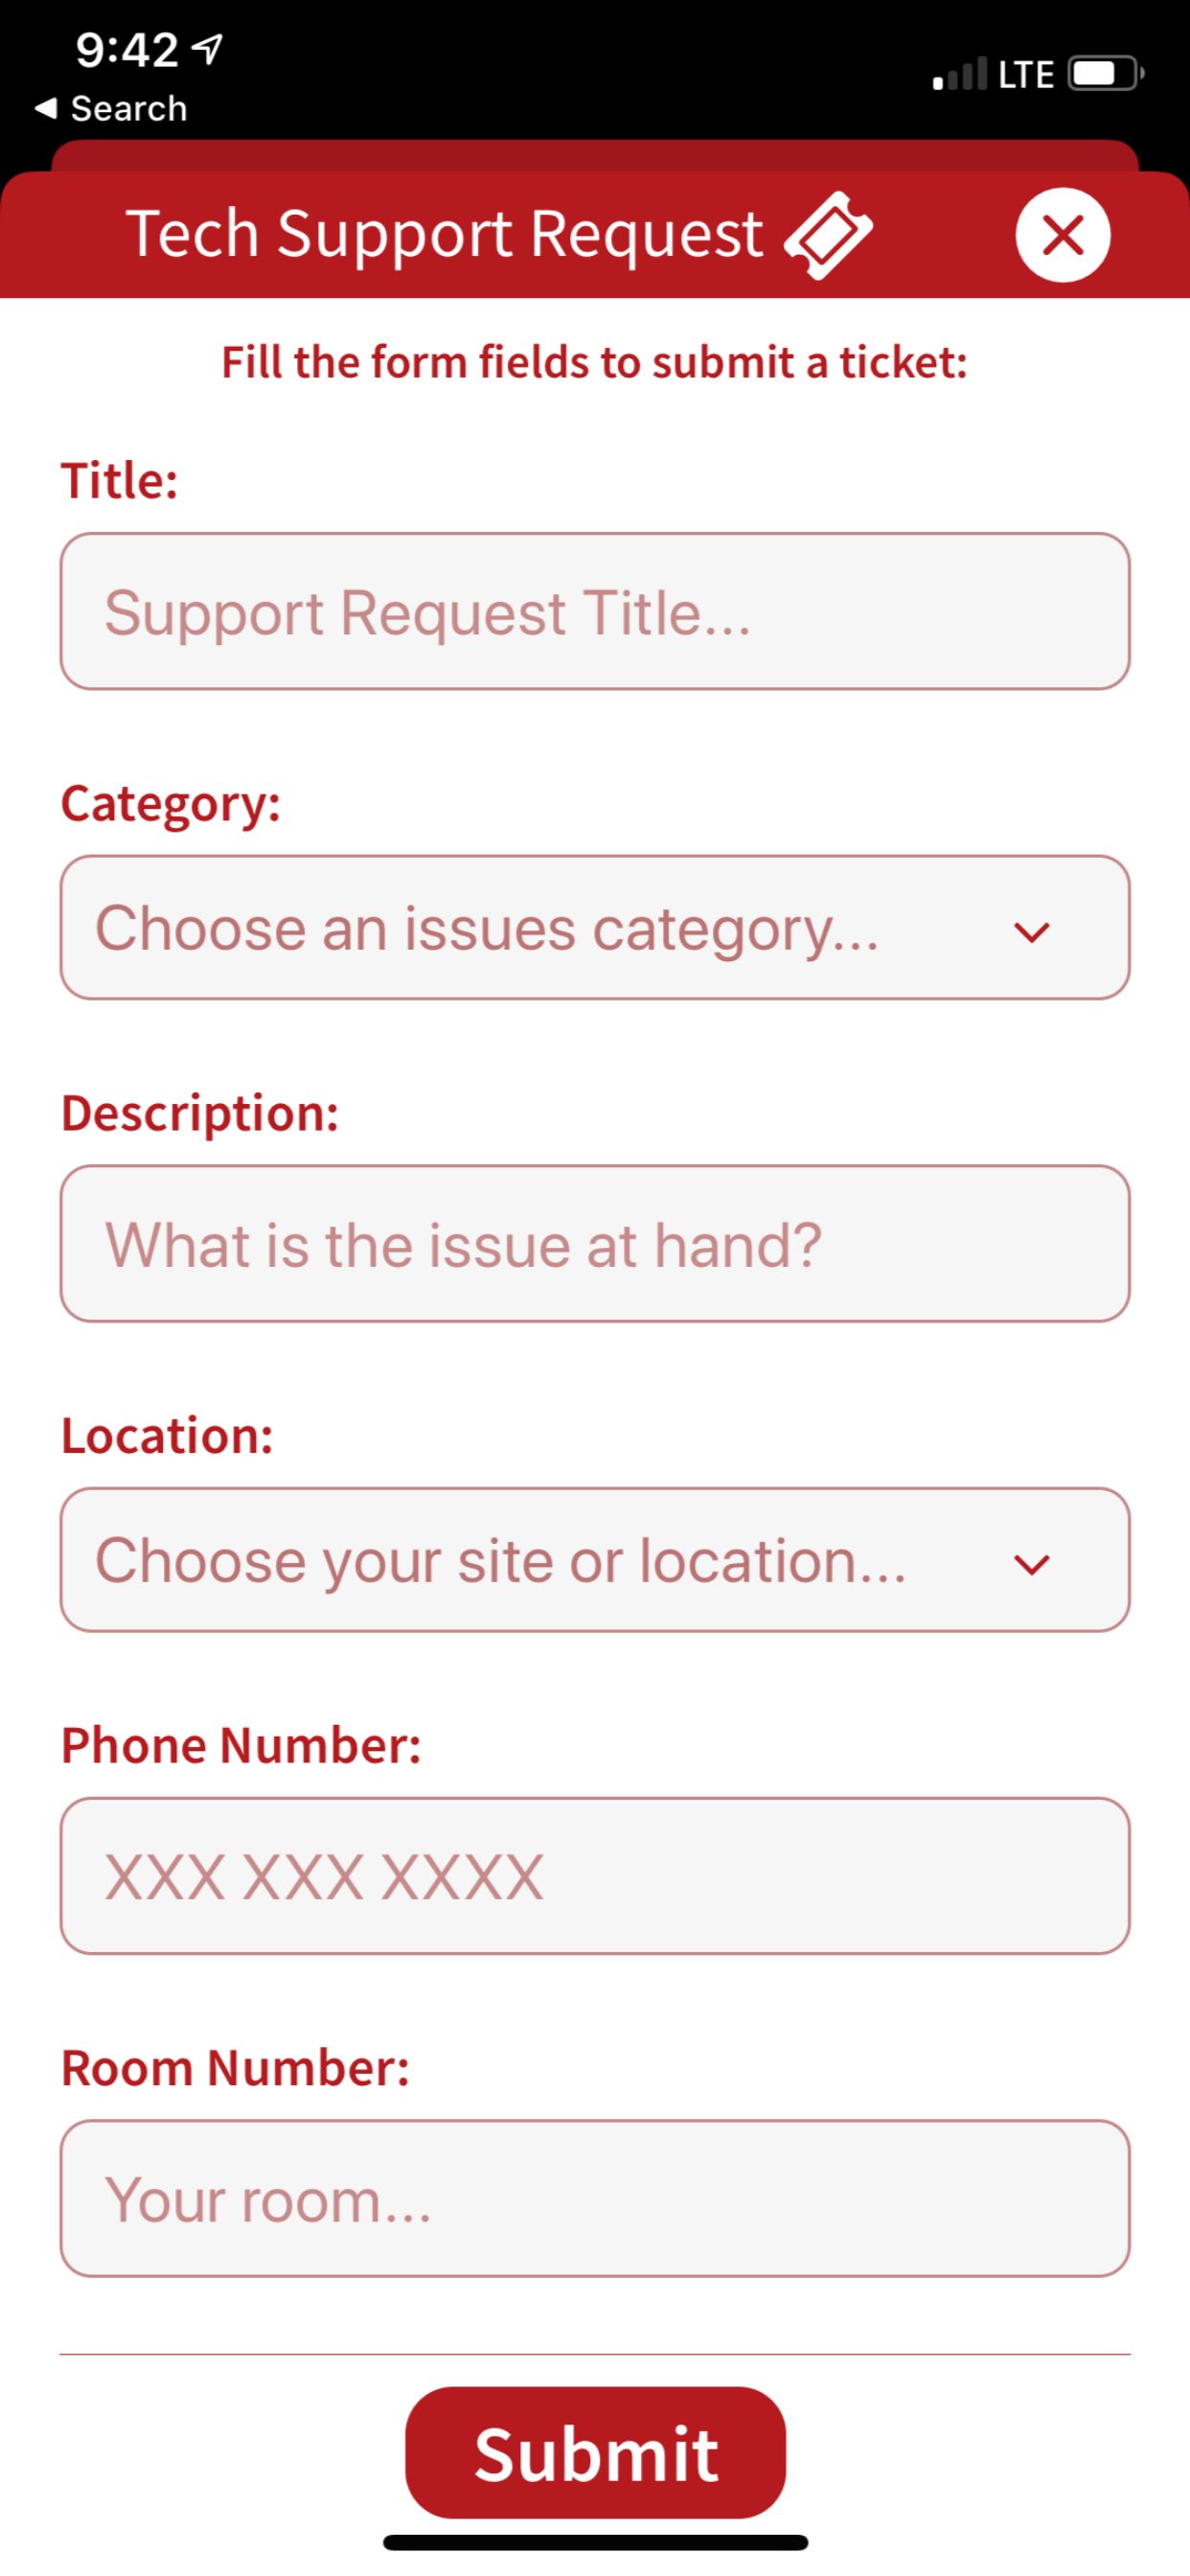 9:42
LTE
Search
Tech Support Request
Fill the form fields to submit a ticket:
Title:
Support Request Title...
Category:
Choose an issues category...
Description:
What is the issue at hand?
Location:
Choose your site or location...
Phone Number:
XXX XXX XXXX
Room Number:
Your room...
Submit